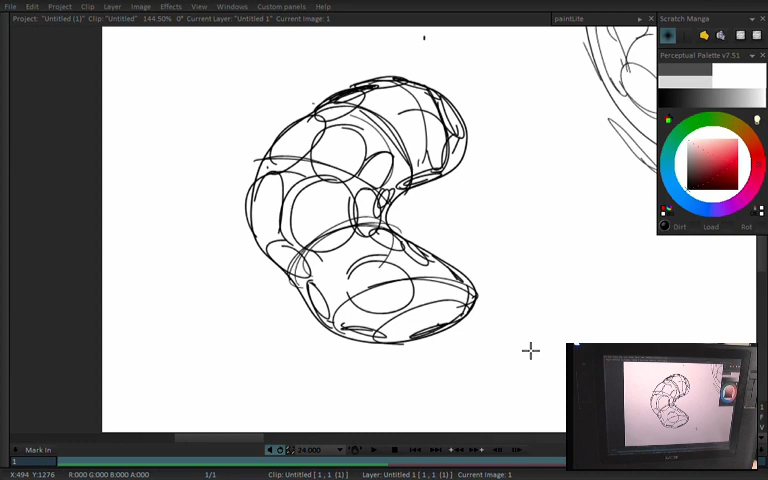 File Edit Project Clip Layer Image Effects View Windows Custom panels Help
Project: "Untitled (1)" Clip: "Untitled" 144.50% 0° Current Layer: "Untitled 1" Current Image: 1
paintLite
Scratch Manga
Perceptual Palette v7.51
Dirt Load Rot
Mark In
24.000
1
X:494 Y:1276 R:000 G:000 B:000 A:000 1/1 Clip: Untitled [ 1 , 1 (1) ] Layer: Untitled 1 [ 1 , 1 (1) ] Current Image: 1